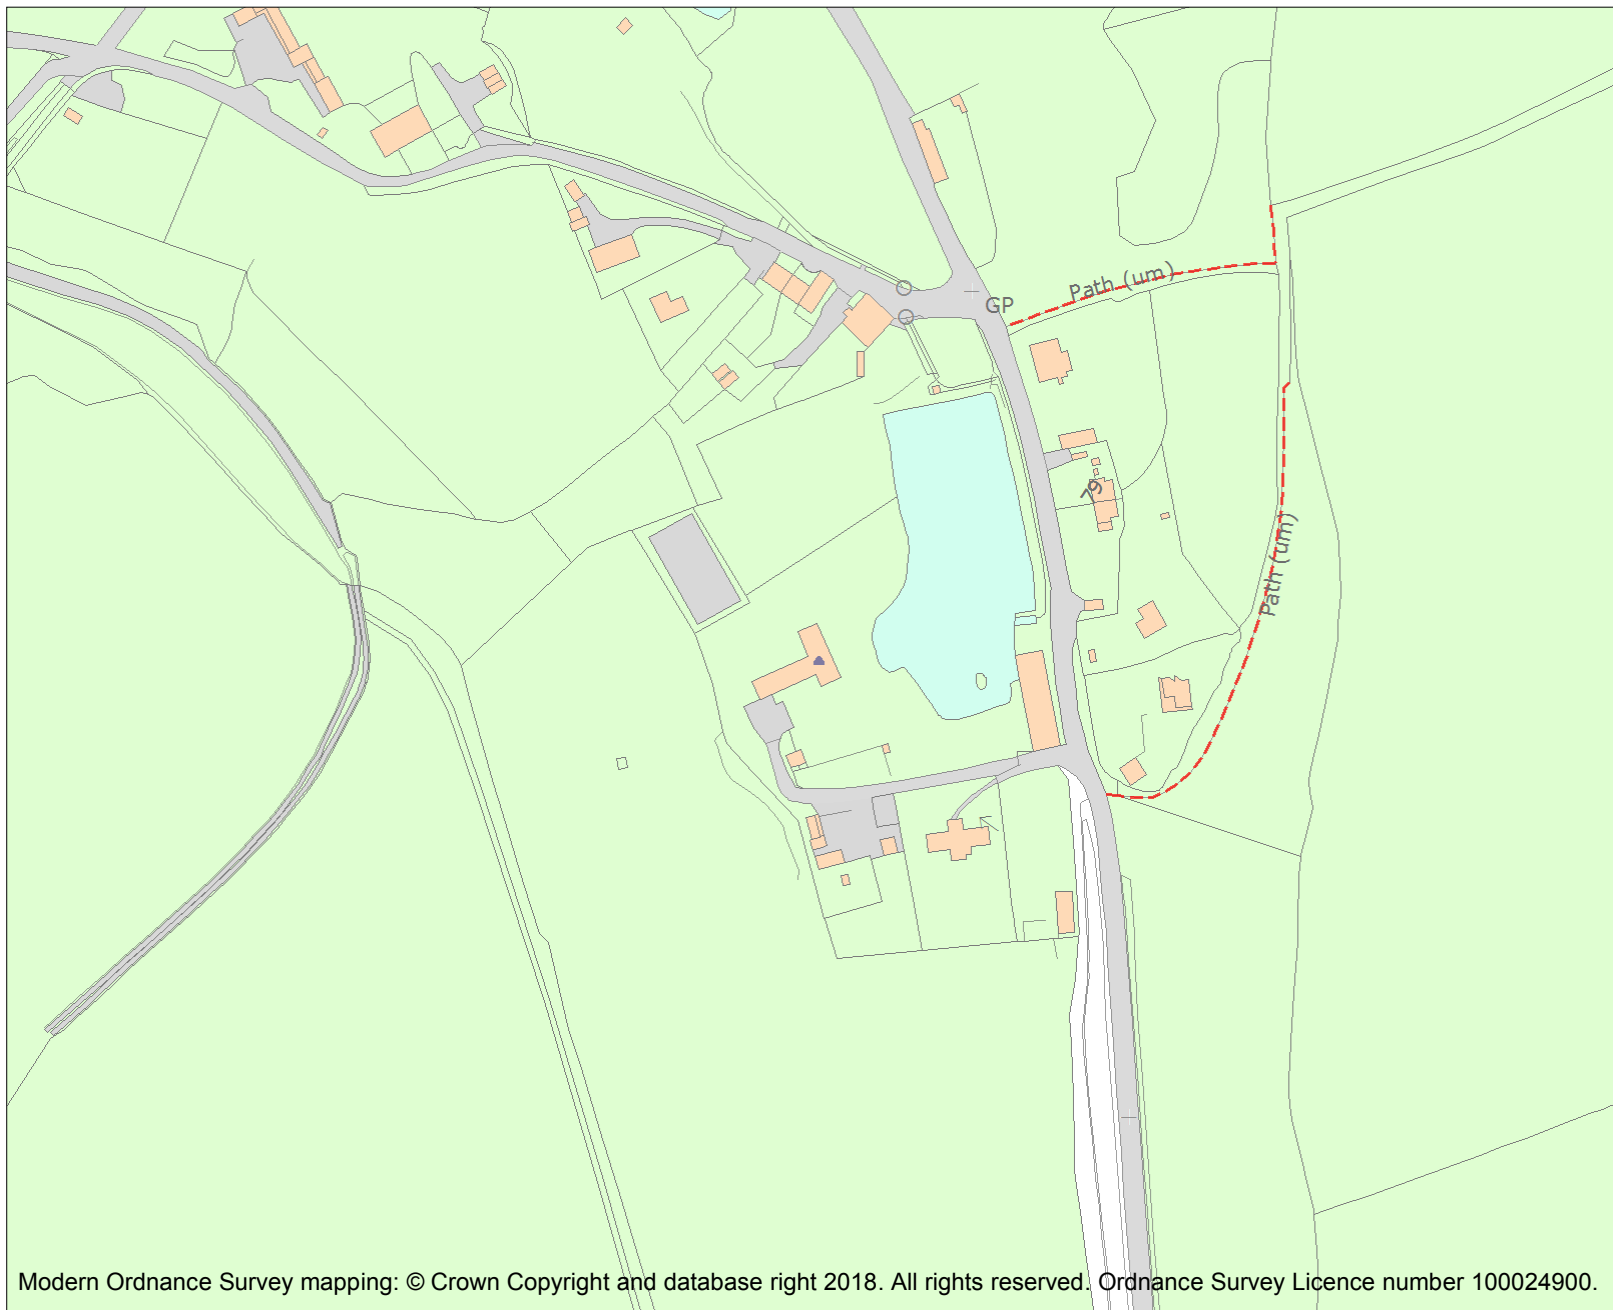 Path (um)
GP
79
Path (um)
Modern Ordnance Survey mapping: © Crown Copyright and database right 2018. All rights reserved. Ordnance Survey Licence number 100024900.